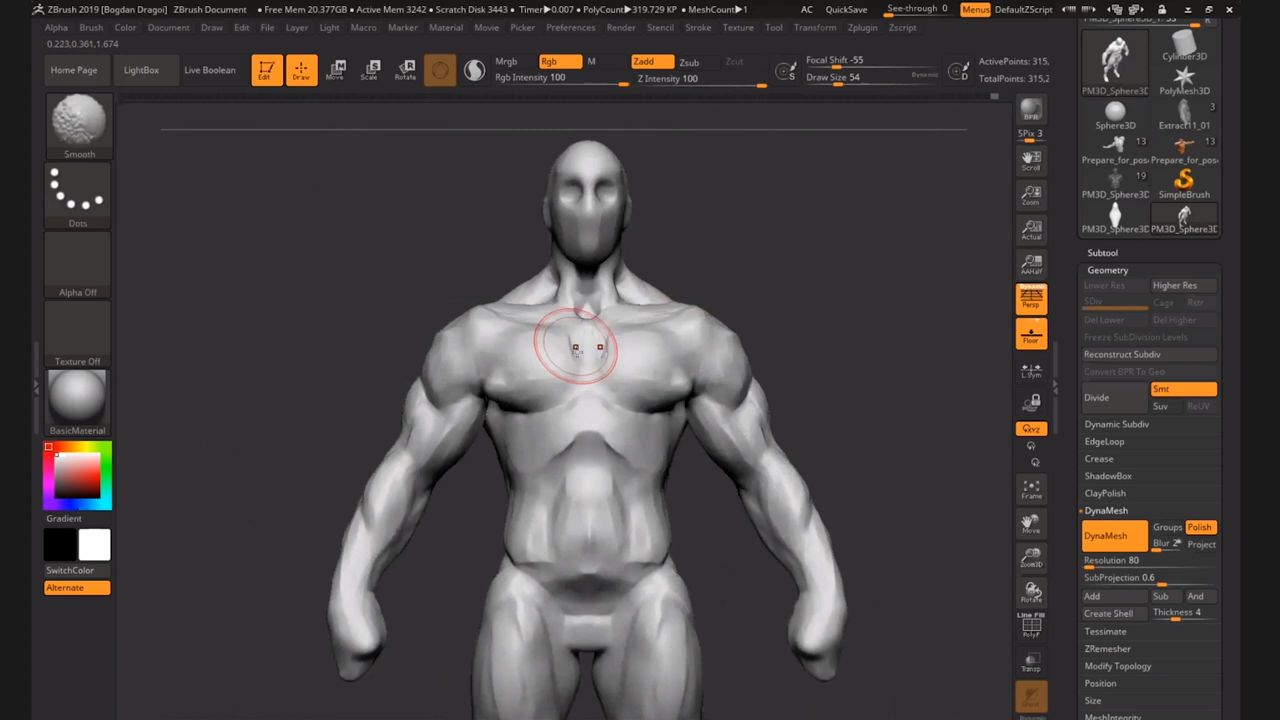 ZBrush 2019 [Bogdan Dragoi] ZBrush Document ● Free Mem 20.377GB ● Active Mem 3242 ● Scratch Disk 3443 ● Timer▶0.007 ● PolyCount▶319.729 KP ● MeshCount▶1 AC QuickSave See-through 0 Menus DefaultZScript
Alpha Brush Color Document Draw Edit File Layer Light Macro Marker Material Movie Picker Preferences Render Stencil Stroke Texture Tool Transform Zplugin Zscript
0.223,0.361,1.674
Home Page LightBox Live Boolean Edit Draw Move Scale Rotate
Mrgb Rgb M Zadd Zsub Zcut Focal Shift -55 ActivePoints: 315,
Rgb Intensity 100 Z Intensity 100 Draw Size 54 Dynamic TotalPoints: 315,2
S D
Smooth
Dots
Alpha Off
Texture Off
BasicMaterial
Gradient
SwitchColor
Alternate
BPR
SPix 3
Scroll
Zoom
Actual
AAHalf
Dynamic
Persp
Floor
L.Sym
XYZ
Frame
Move
Zoom3D
Rotate
Line Fill
PolyF
Transp
Dynamic
PM3D_Sphere3D Cylinder3D
PolyMesh3D
Sphere3D Extract11_01 3
13 13
Prepare_for_pos Prepare_for_pos
19
PM3D_Sphere3D SimpleBrush
PM3D_Sphere3D PM3D_Sphere3D
Subtool
Geometry
Lower Res Higher Res
SDiv Cage Rstr
Del Lower Del Higher
Freeze SubDivision Levels
Reconstruct Subdiv
Convert BPR To Geo
Divide Smt
Suv ReUV
Dynamic Subdiv
EdgeLoop
Crease
ShadowBox
ClayPolish
DynaMesh
DynaMesh Groups Polish
Blur 2 Project
Resolution 80
SubProjection 0.6
Add Sub And
Create Shell Thickness 4
Tessimate
ZRemesher
Modify Topology
Position
Size
MeshIntegrity